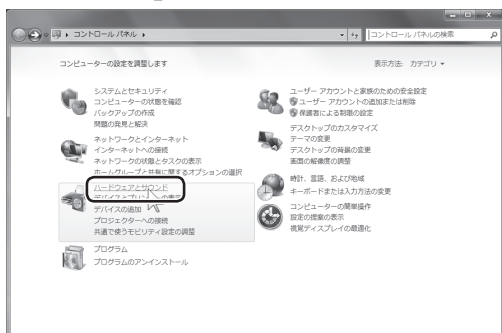 コントロール パネル
コントロール パネルの検索
コンピューターの設定を調整します
表示方法: カテゴリ
システムとセキュリティ
コンピューターの状態を確認
バックアップの作成
問題の発見と解決
ネットワークとインターネット
インターネットへの接続
ネットワークの状態とタスクの表示
ホームグループと共有に関するオプションの選択
ハードウェアとサウンド
デバイスとプリンターの表示
デバイスの追加
プロジェクターへの接続
共通で使うモビリティ設定の調整
プログラム
プログラムのアンインストール
ユーザー アカウントと家族のための安全設定
ユーザー アカウントの追加または削除
保護者による制限の設定
デスクトップのカスタマイズ
テーマの変更
デスクトップの背景の変更
画面の解像度の調整
時計、言語、および地域
キーボードまたは入力方法の変更
コンピューターの簡単操作
設定の提案の表示
視覚ディスプレイの最適化